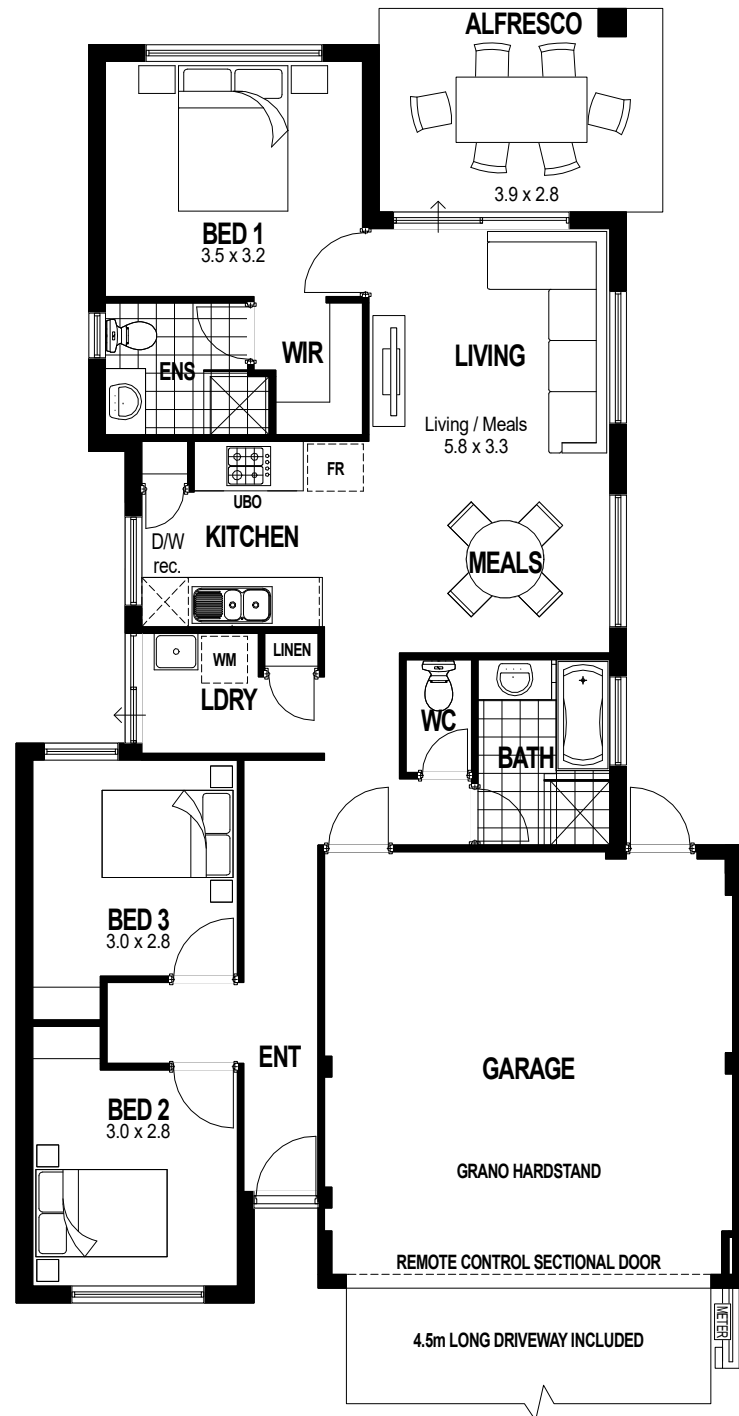 ALFRESCO
3.9 x 2.8
BED 1
3.5 x 3.2
ENS
WIR
LIVING
Living / Meals
5.8 x 3.3
FR
UBO
KITCHEN
D/W
rec.
MEALS
LINEN
WM
LDRY
WC
BATH
BED 3
3.0 x 2.8
ENT
GARAGE
BED 2
3.0 x 2.8
GRANO HARDSTAND
REMOTE CONTROL SECTIONAL DOOR
METER
4.5m LONG DRIVEWAY INCLUDED